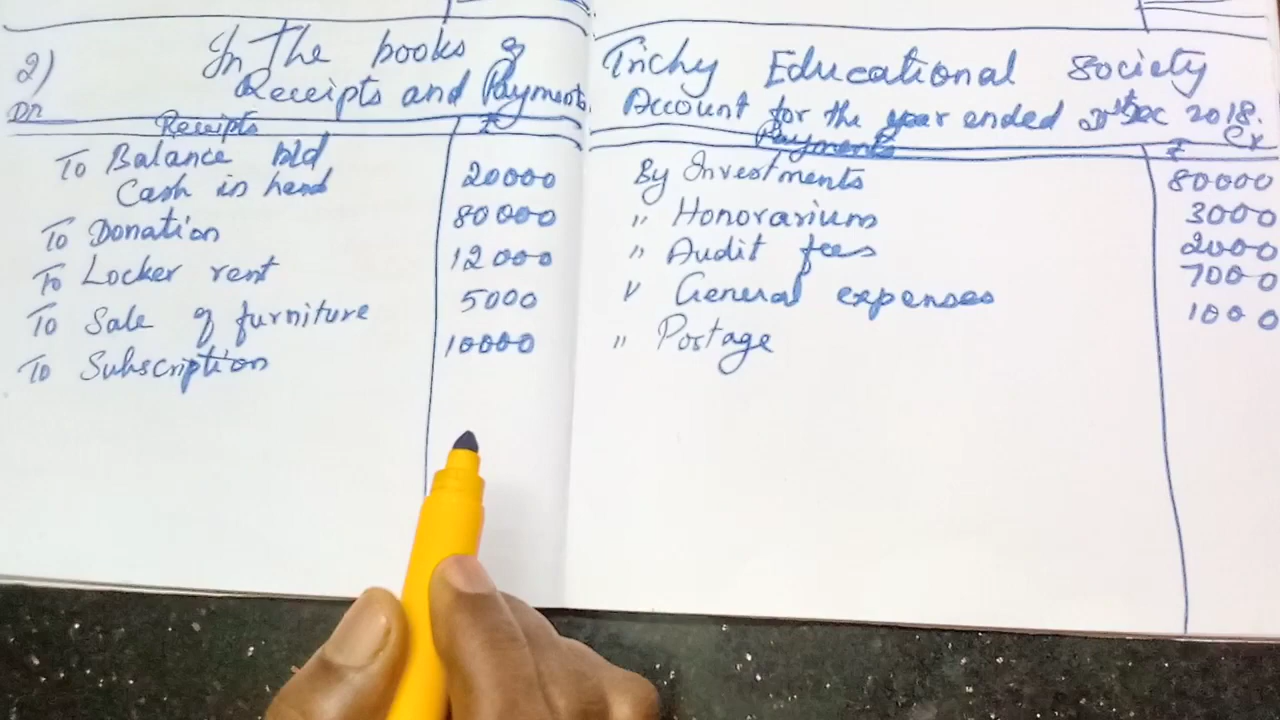 2) In The books of Trichy Educational Society
Receipts and Payments Account for the year ended 31st Dec 2018.
Dr Receipts ₹ Payments ₹ Cr
To Balance b/d
Cash in hand 20000 By Investments 80000
To Donation 80000 " Honorarium 3000
To Locker rent 12000 " Audit fees 2000
To Sale of furniture 5000 " General expenses 7000
To Subscription 10000 " Postage 1000